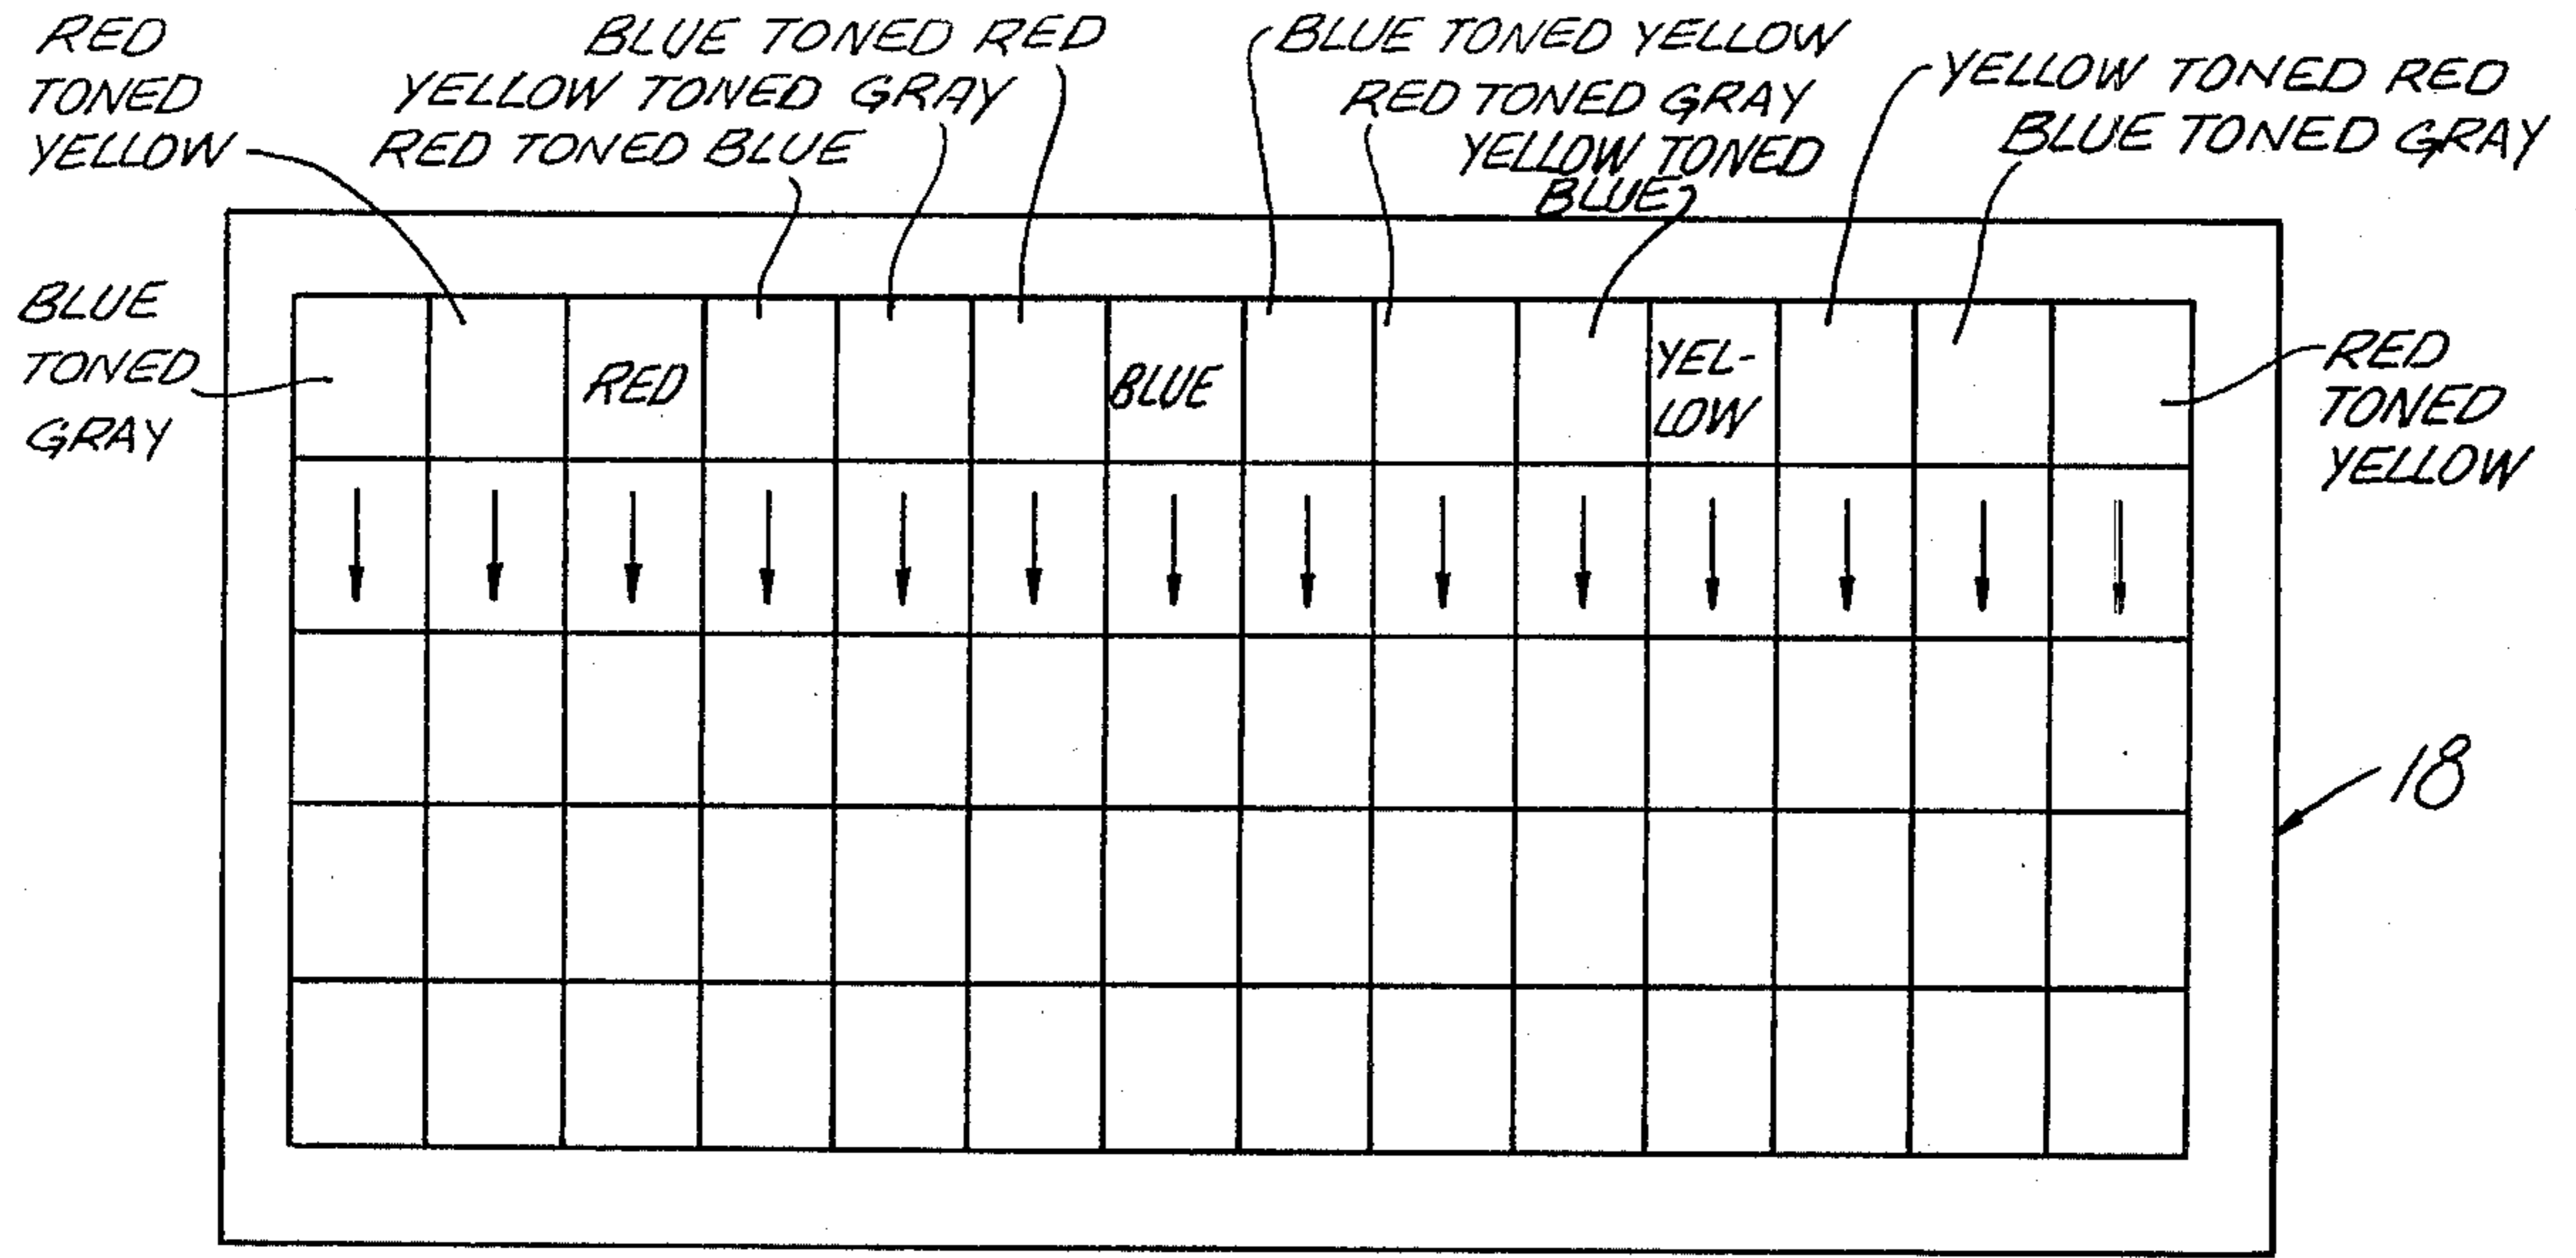 RED
TONED
YELLOW
BLUE TONED RED
YELLOW TONED GRAY
RED TONED BLUE
BLUE TONED YELLOW
RED TONED GRAY
YELLOW TONED
BLUE
YELLOW TONED RED
BLUE TONED GRAY
BLUE
TONED
GRAY
RED
BLUE
YEL-
LOW
RED
TONED
YELLOW
18